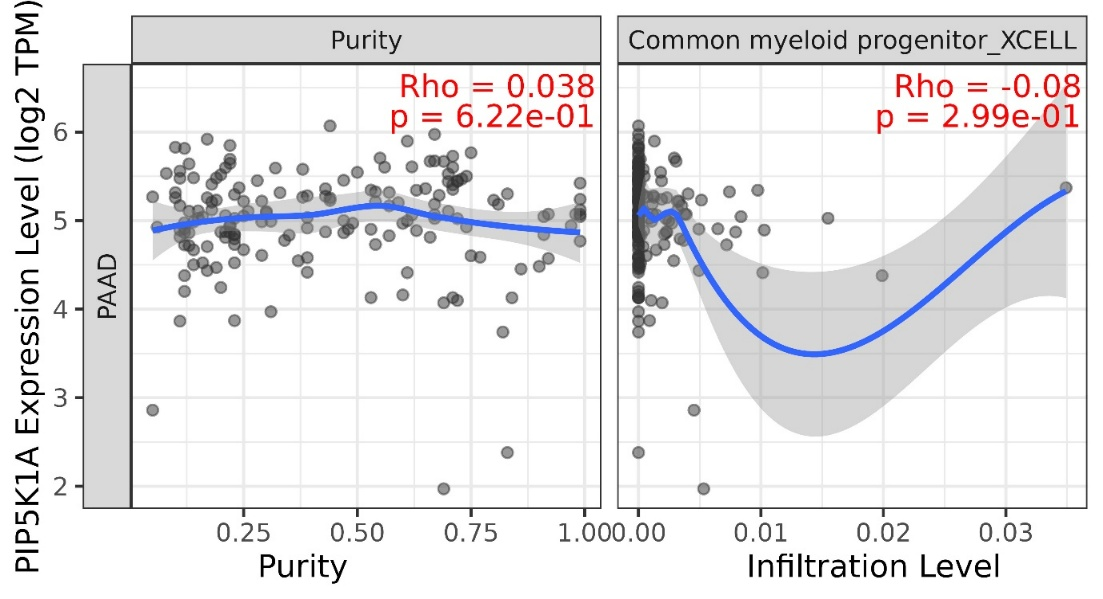 PIP5K1A Expression Level (log2 TPM)
PAAD
Purity
Common myeloid progenitor_XCELL
Rho = 0.038
p = 6.22e-01
Rho = -0.08
p = 2.99e-01
6
5
4
3
2
0.25
0.50
0.75
1.00
0.00
0.01
0.02
0.03
Purity
Infiltration Level